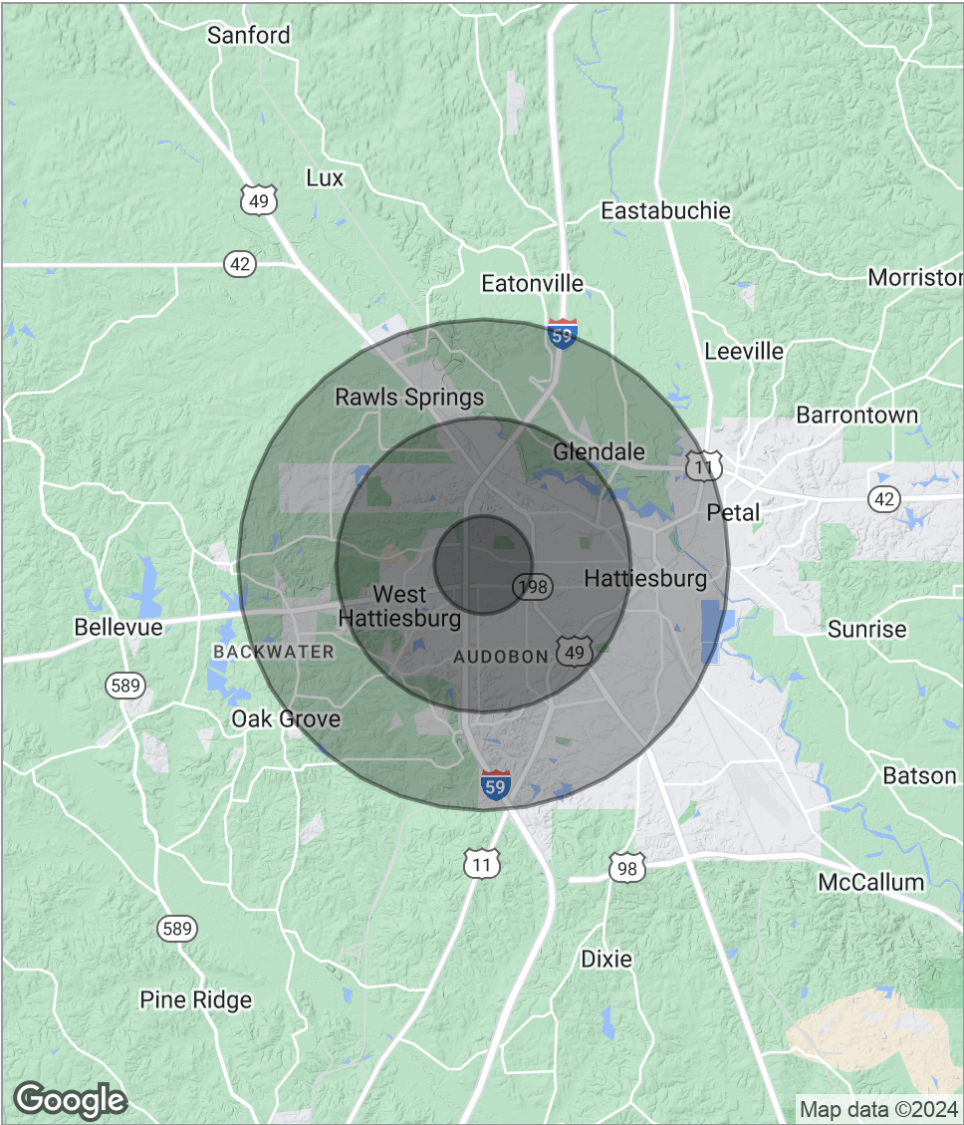 Sanford
Lux
49
Eastabuchie
42
Morristor
Eatonville
59
Leeville
Rawls Springs
Barrontown
Glendale
11
42
Petal
Hattiesburg
198
West
Hattiesburg
Bellevue
Sunrise
BACKWATER
AUDOBON
49
589
Oak Grove
Batson
59
11
98
McCallum
589
Dixie
Pine Ridge
Google
Map data ©2024